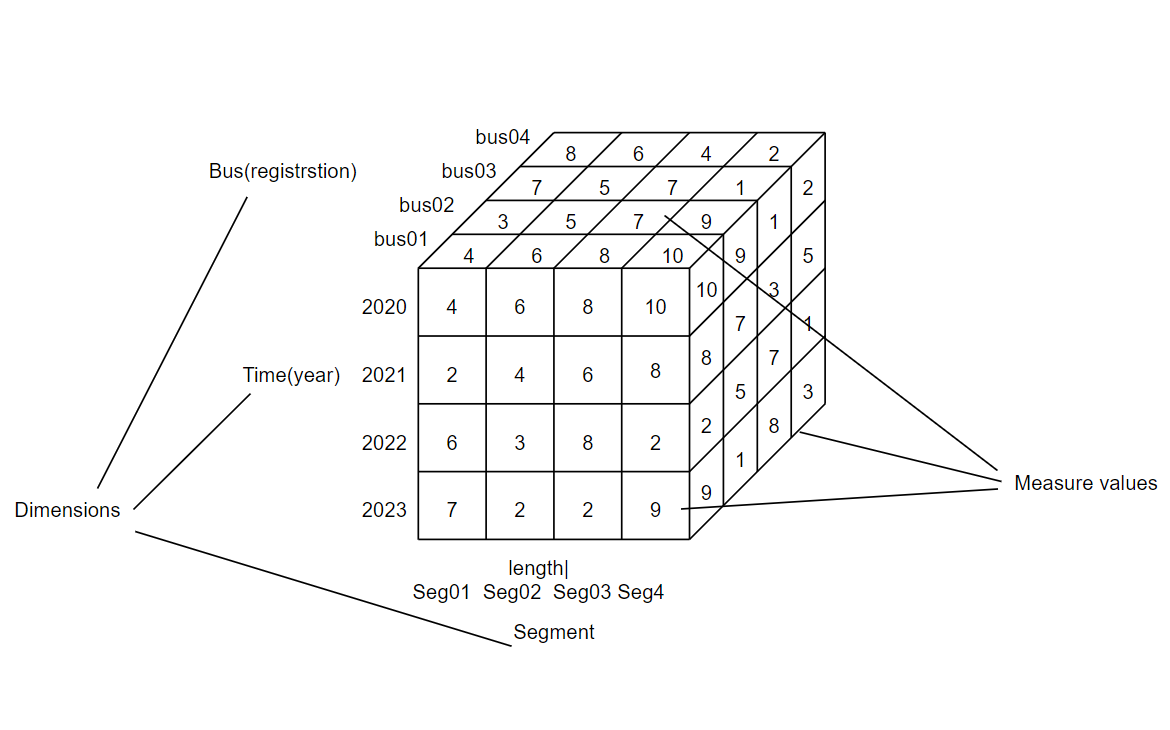 bus04
8 6 4 2
Bus(registrstion)
bus03
7 5 7 1 2
bus02
3 5 7 9 1
bus01
4 6 8 10 9 5
2020 4 6 8 10 10 3
7 1
Time(year)
2021 2 4 6 8 8 7
5 3
2022 6 3 8 2 2 8
1
Measure values
Dimensions
2023 7 2 2 9 9
length|
Seg01 Seg02 Seg03 Seg4
Segment